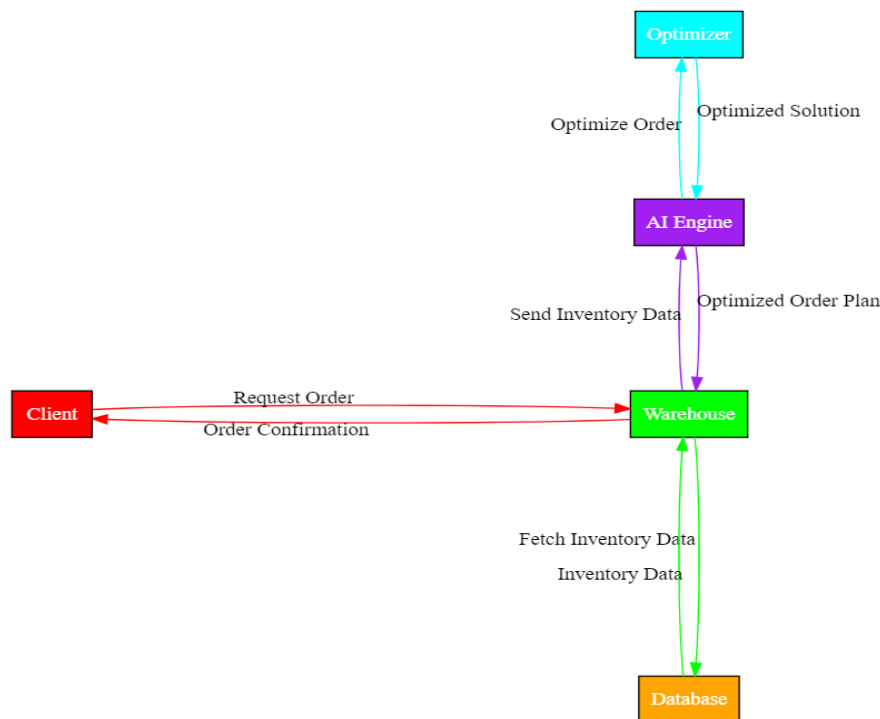 Optimizer
Optimized Solution
Optimize Order
AI Engine
Optimized Order Plan
Send Inventory Data
Client
Request Order
Order Confirmation
Warehouse
Fetch Inventory Data
Inventory Data
Database